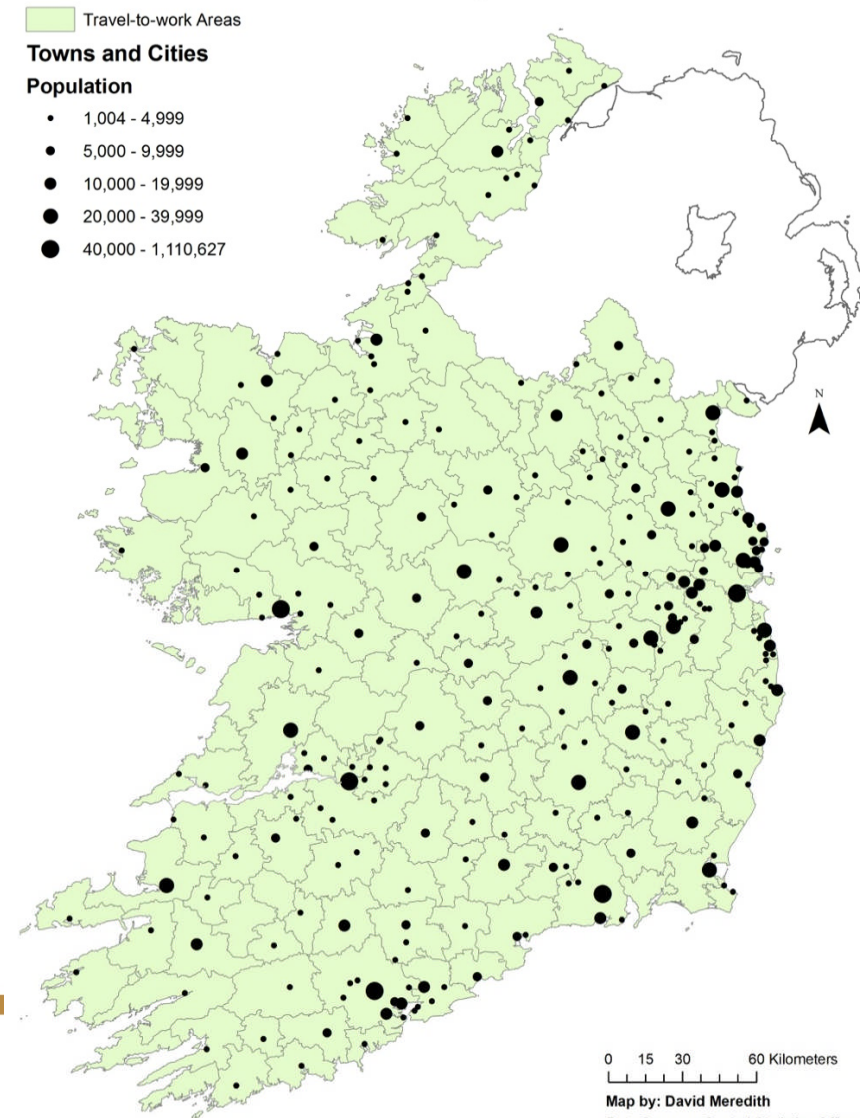 Travel-to-work Areas
Towns and Cities
Population
1,004 - 4,999
5,000 - 9,999
10,000 - 19,999
20,000 - 39,999
40,000 - 1,110,627
N
0 15 30 60 Kilometers
Map by: David Meredith